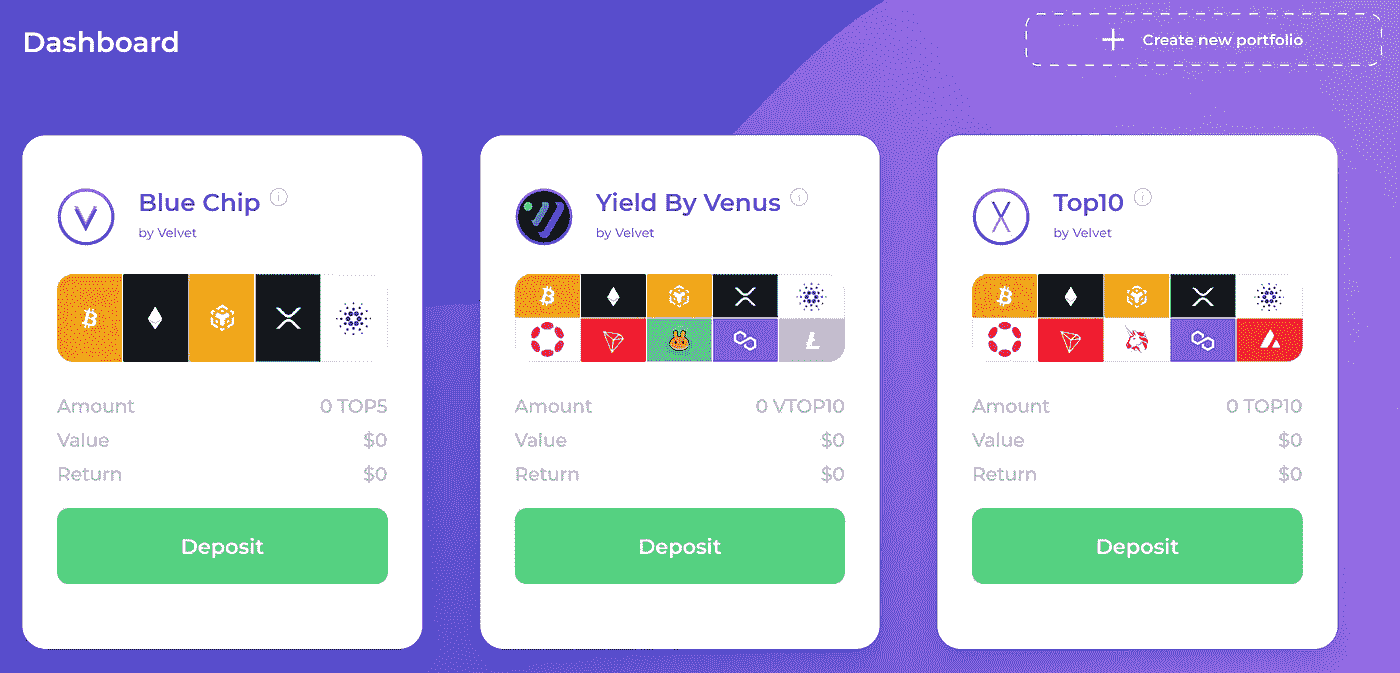 Dashboard
Create new portfolio
Blue Chip
by Velvet
Amount 0 TOP5
Value $0
Return $0
Deposit
Yield By Venus
by Velvet
Amount 0 VTOP10
Value $0
Return $0
Deposit
Top10
by Velvet
Amount 0 TOP10
Value $0
Return $0
Deposit